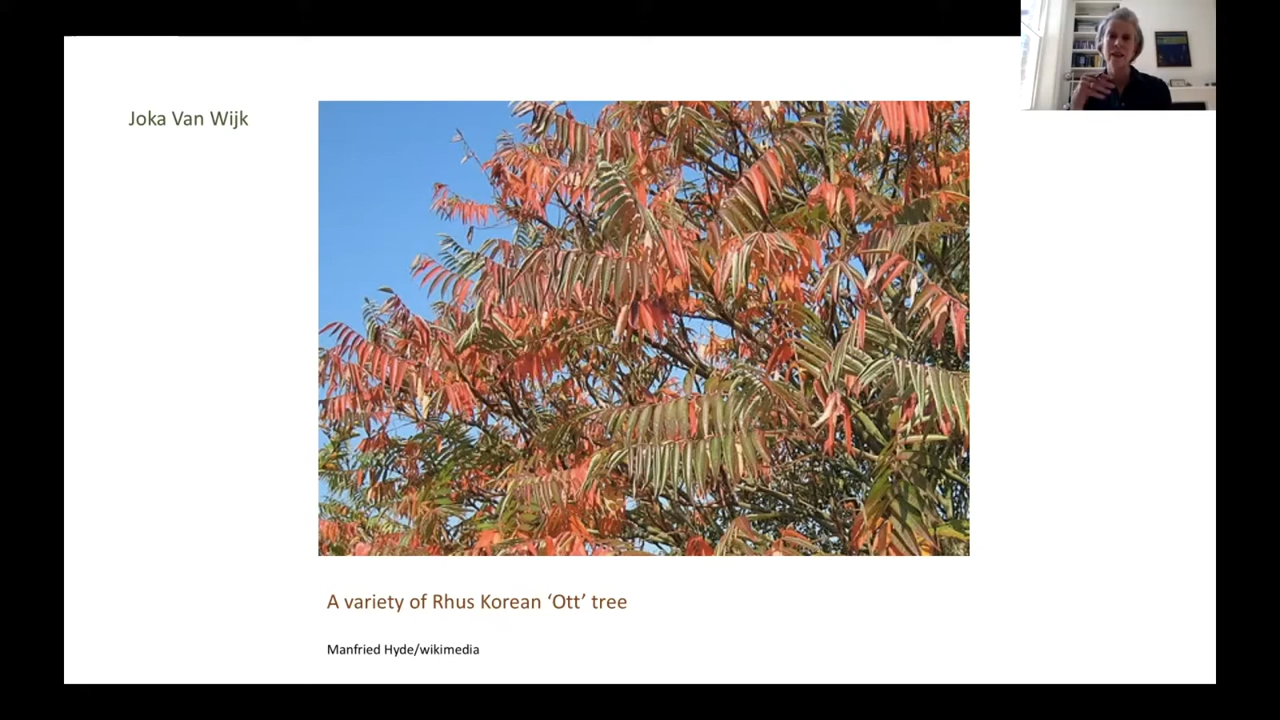 Joka Van Wijk
A variety of Rhus Korean ‘Ott’ tree
Manfried Hyde/wikimedia